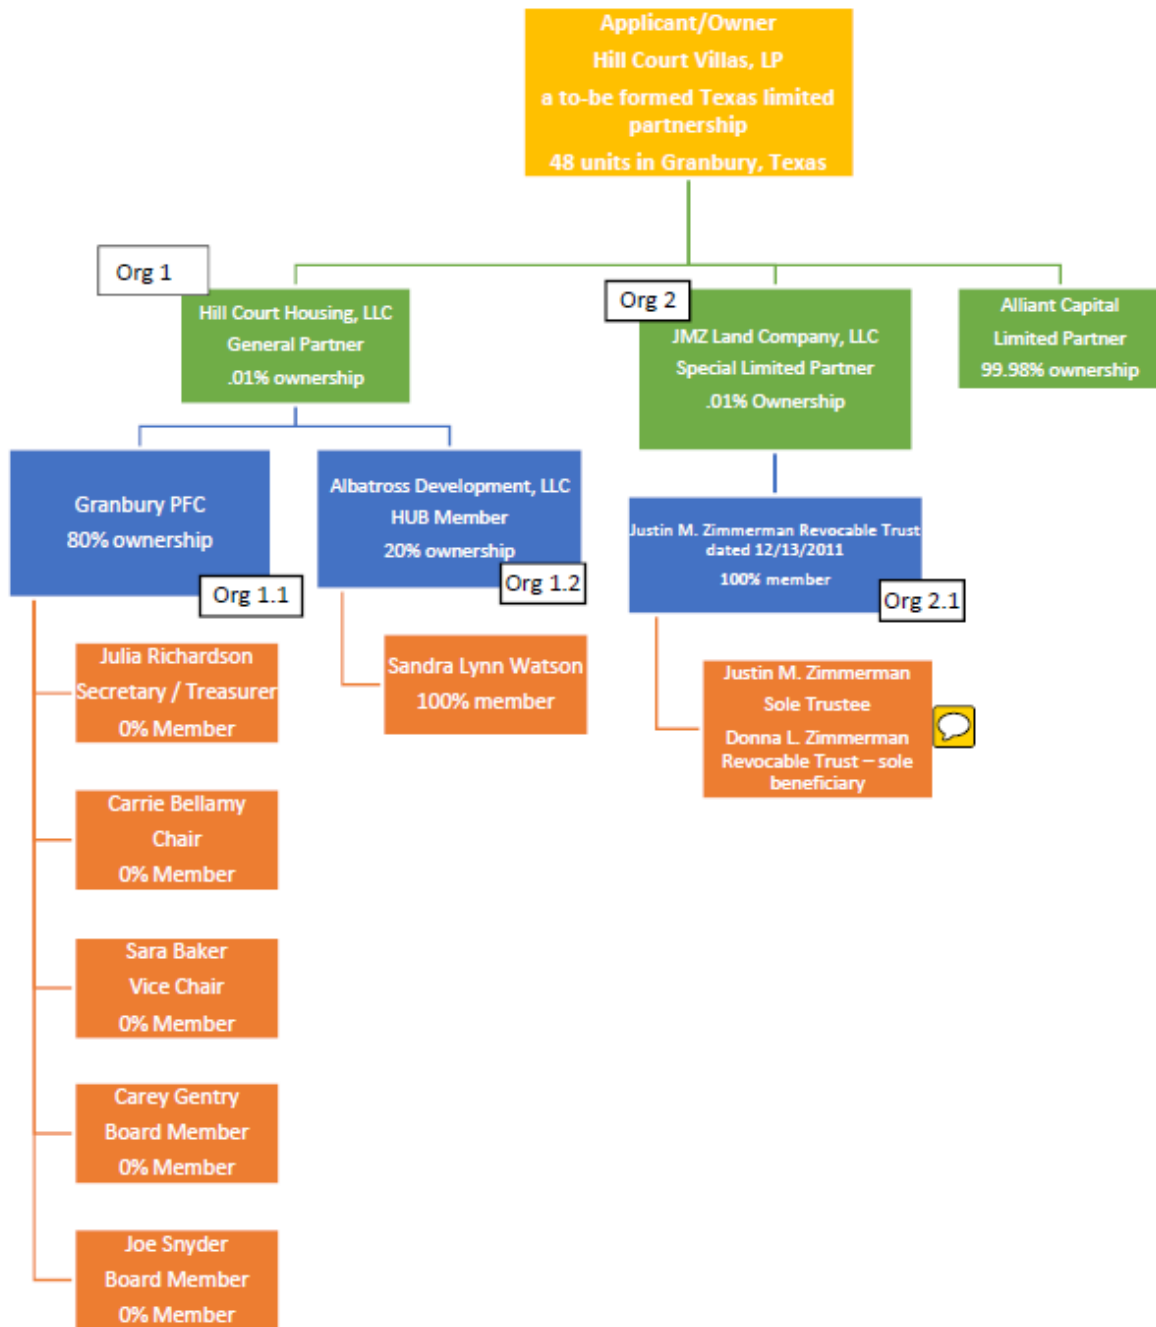 Applicant/Owner
Hill Court Villas, LP
a to-be formed Texas limited
partnership
48 units in Granbury, Texas
Org 1
Hill Court Housing, LLC
General Partner
.01% ownership
Org 2
JMZ Land Company, LLC
Special Limited Partner
.01% Ownership
Alliant Capital
Limited Partner
99.98% ownership
Granbury PFC
80% ownership
Org 1.1
Albatross Development, LLC
HUB Member
20% ownership
Org 1.2
Justin M. Zimmerman Revocable Trust
dated 12/13/2011
100% member
Org 2.1
Julia Richardson
Secretary / Treasurer
0% Member
Sandra Lynn Watson
100% member
Justin M. Zimmerman
Sole Trustee
Donna L. Zimmerman
Revocable Trust – sole
beneficiary
Carrie Bellamy
Chair
0% Member
Sara Baker
Vice Chair
0% Member
Carey Gentry
Board Member
0% Member
Joe Snyder
Board Member
0% Member